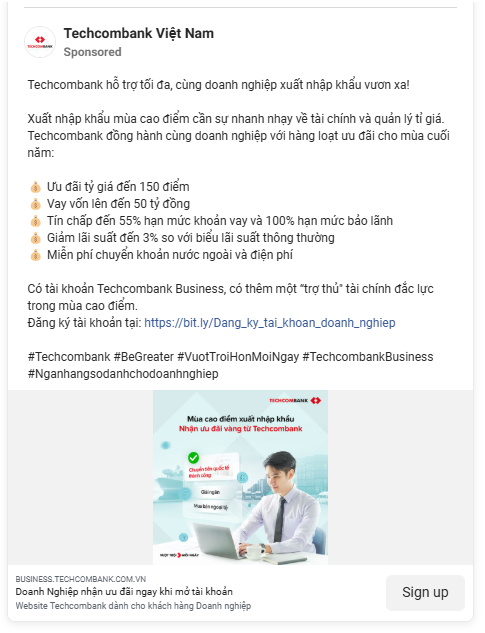 Techcombank Việt Nam
Sponsored
TECHCOMBANK
Techcombank hỗ trợ tối đa, cùng doanh nghiệp xuất nhập khẩu vươn xa!
Xuất nhập khẩu mùa cao điểm cần sự nhanh nhạy về tài chính và quản lý tỉ giá.
Techcombank đồng hành cùng doanh nghiệp với hàng loạt ưu đãi cho mùa cuối
năm:
💰 Ưu đãi tỷ giá đến 150 điểm
💰 Vay vốn lên đến 50 tỷ đồng
💰 Tín chấp đến 55% hạn mức khoản vay và 100% hạn mức bảo lãnh
💰 Giảm lãi suất đến 3% so với biểu lãi suất thông thường
💰 Miễn phí chuyển khoản nước ngoài và điện phí
Có tài khoản Techcombank Business, có thêm một “trợ thủ" tài chính đắc lực
trong mùa cao điểm.
Đăng ký tài khoản tại: https://bit.ly/Dang_ky_tai_khoan_doanh_nghiep
#Techcombank #BeGreater #VuotTroiHonMoiNgay #TechcombankBusiness
#Nganhangsodanhchodoanhnghiep
TECHCOMBANK
Mùa cao điểm xuất nhập khẩu
Nhận ưu đãi vàng từ Techcombank
Chuyển tiền quốc tế
thành công
Giải ngân
Mua bán ngoại tệ
VƯỢT TRỘI HƠN MỖI NGÀY
BUSINESS.TECHCOMBANK.COM.VN
Doanh Nghiệp nhận ưu đãi ngay khi mở tài khoản
Website Techcombank dành cho khách hàng Doanh nghiệp
Sign up